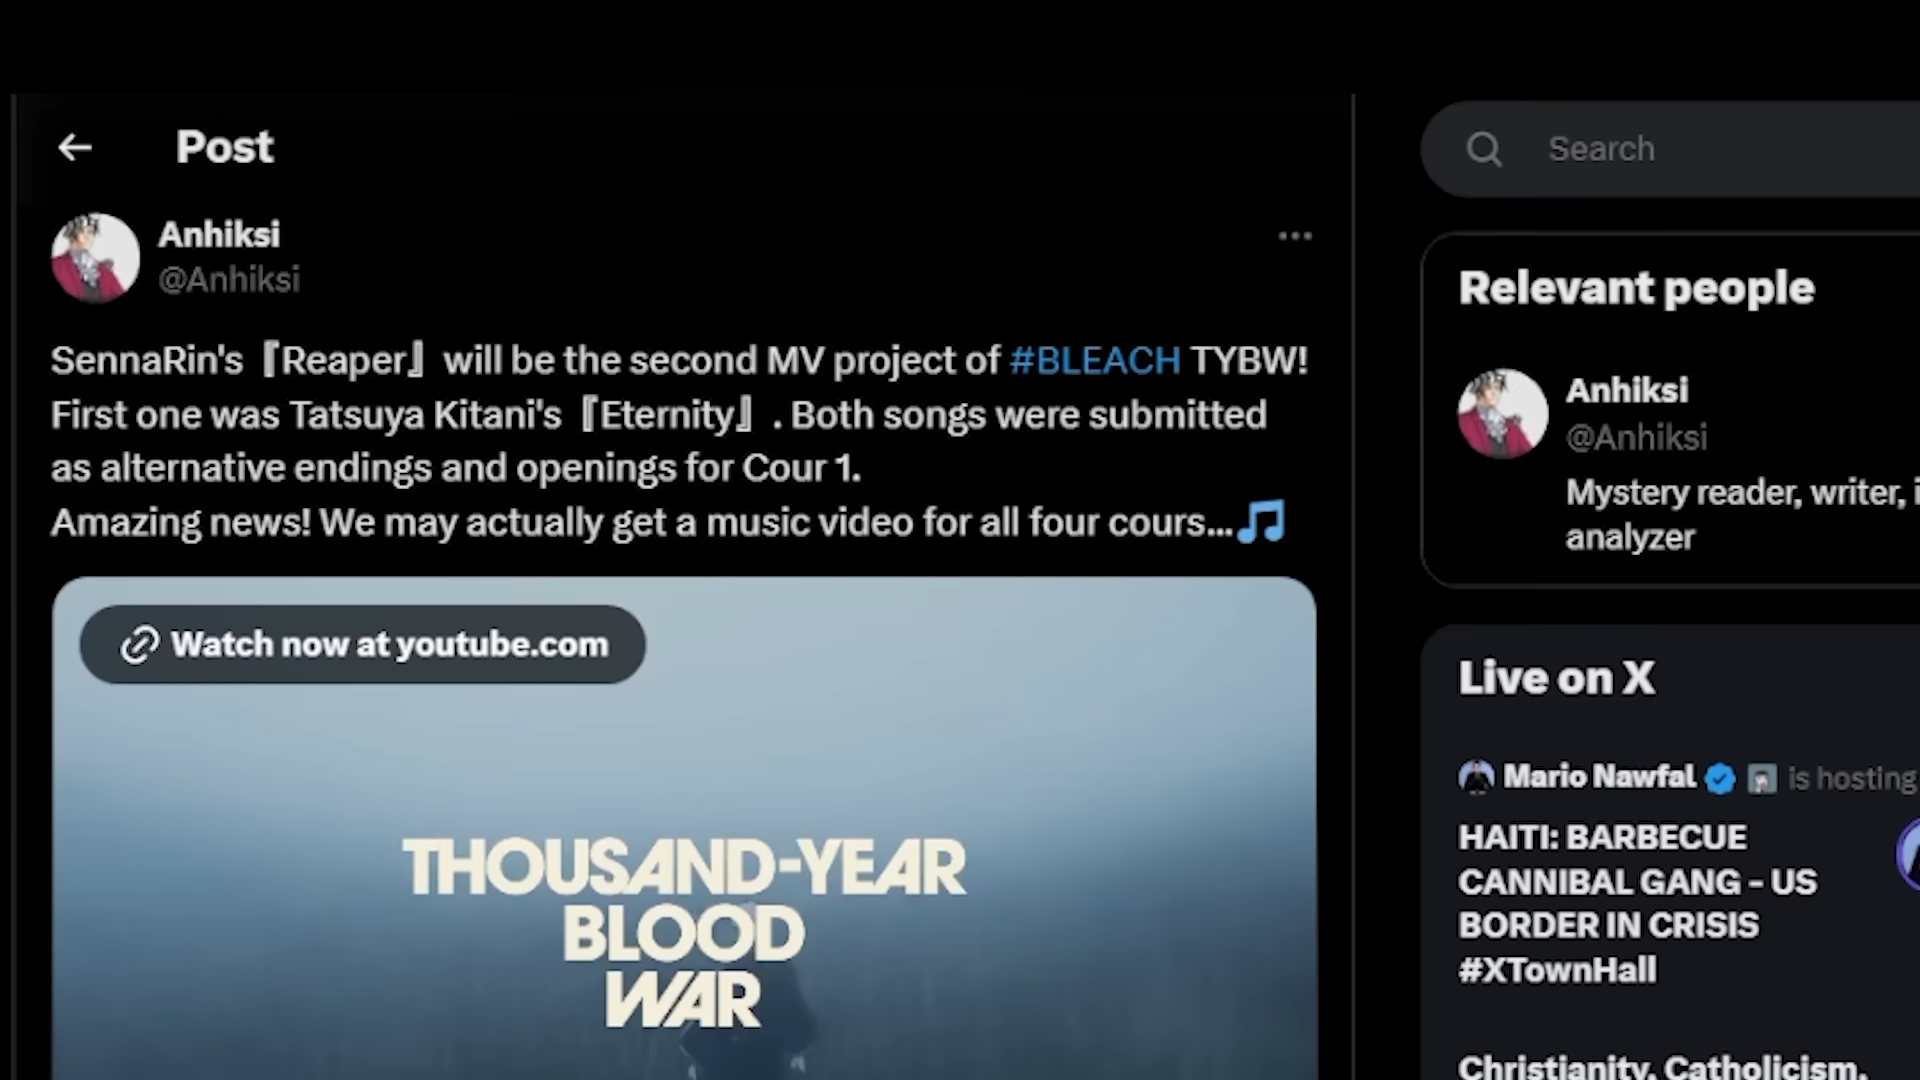 Post
Search
Anhiksi
@Anhiksi
SennaRin's『Reaper』will be the second MV project of #BLEACH TYBW!
First one was Tatsuya Kitani's『Eternity』. Both songs were submitted
as alternative endings and openings for Cour 1.
Amazing news! We may actually get a music video for all four cours...🎵
Watch now at youtube.com
THOUSAND-YEAR
BLOOD
WAR
Relevant people
Anhiksi
@Anhiksi
Mystery reader, writer,
analyzer
Live on X
Mario Nawfal is hosting
HAITI: BARBECUE
CANNIBAL GANG - US
BORDER IN CRISIS
#XTownHall
Christianity, Catholicism,